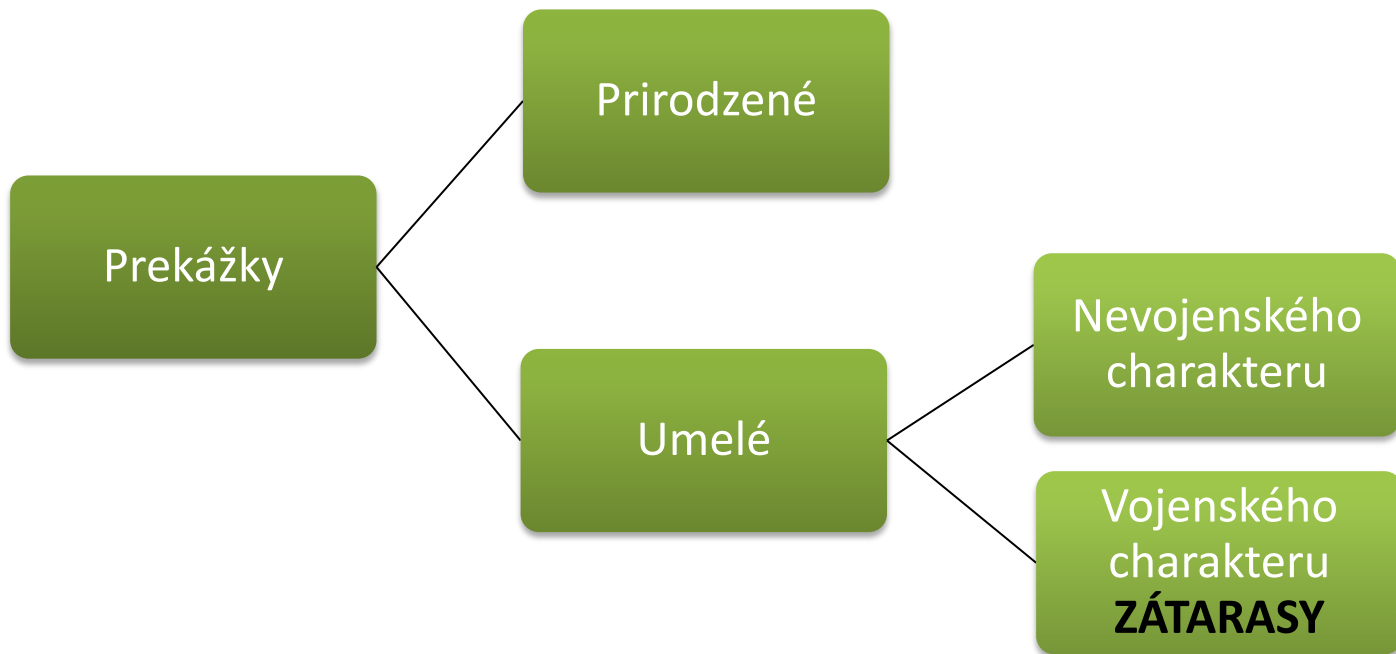 Prirodzené
Prekážky
Umelé
Nevojenského
charakteru
Vojenského
charakteru
ZÁTARASY